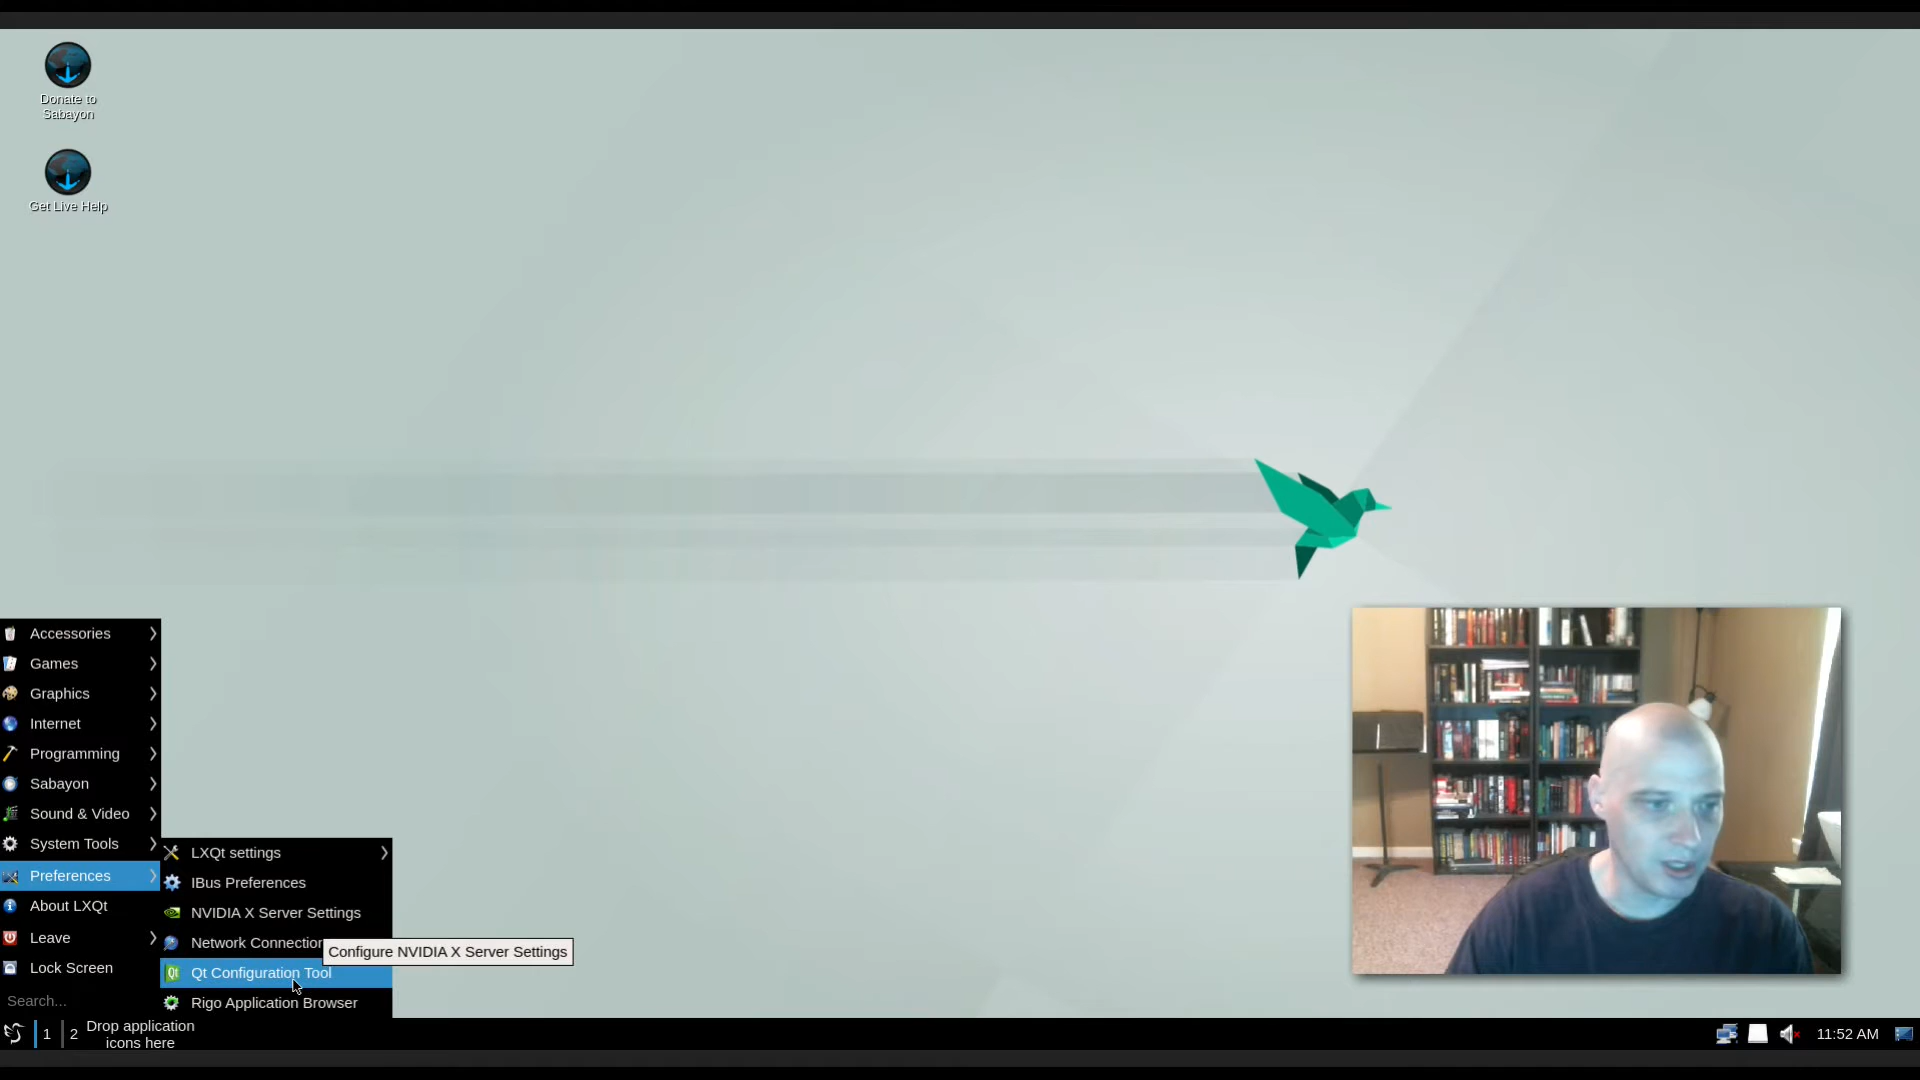 Donate to
Sabayon
Get Live Help
Accessories
Games
Graphics
Internet
Programming
Sabayon
Sound & Video
System Tools
Preferences
About LXQt
Leave
Lock Screen
Search...
LXQt settings
IBus Preferences
NVIDIA X Server Settings
Network Connection
Configure NVIDIA X Server Settings
Qt Configuration Tool
Rigo Application Browser
1
2
Drop application
icons here
11:52 AM